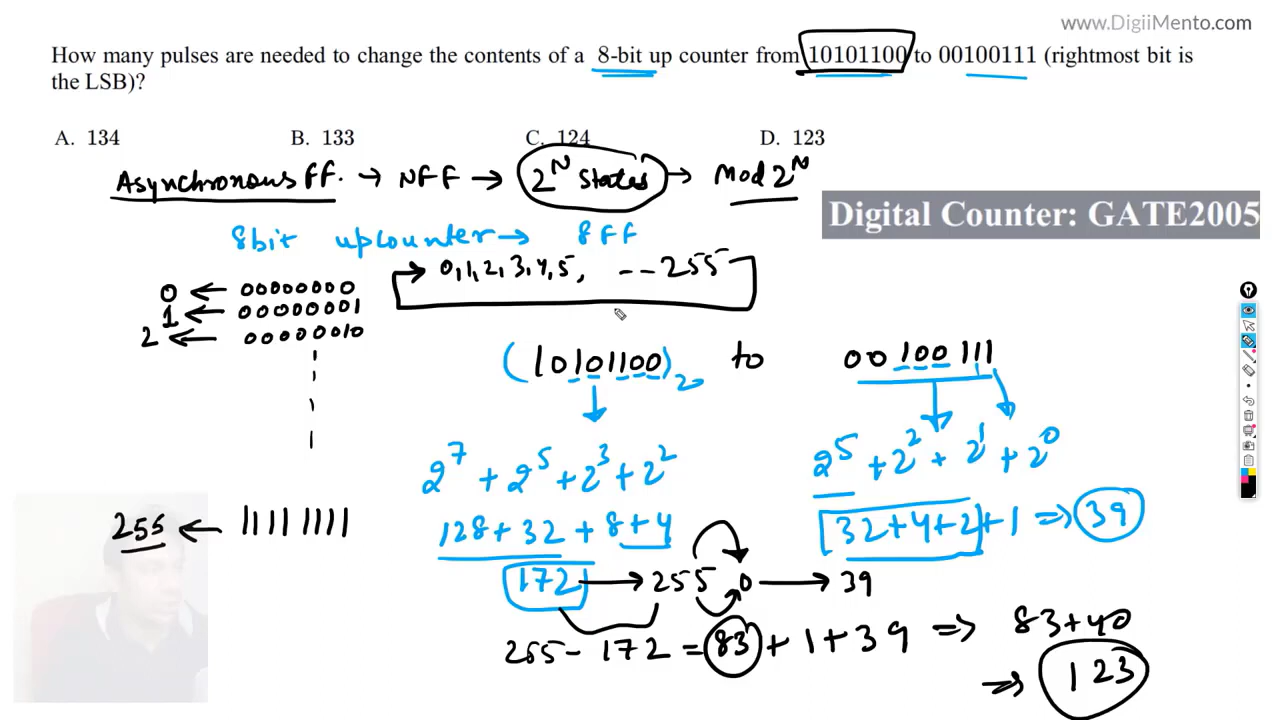 www.DigiiMento.com
How many pulses are needed to change the contents of a 8-bit up counter from 10101100 to 00100111 (rightmost bit is
the LSB)?
A. 134 B. 133 C. 124 D. 123
Asynchronous FF. → NFF → 2^N States → Mod 2^N
Digital Counter: GATE2005
8bit upcounter → 8FF
→ 0,1,2,3,4,5, --- 255
0 ← 00000000
1 ← 00000001
2 ← 00000010
(10101100)₂ to 00100111
2^7 + 2^5 + 2^3 + 2^2 2^5 + 2^2 + 2^1 + 2^0
255 ← 11111111
128 + 32 + 8 + 4 [32+4+2]+1 ⇒ 39
172 → 255 0 → 39
255 - 172 = 83 + 1 + 39 ⇒ 83+40
⇒ 123